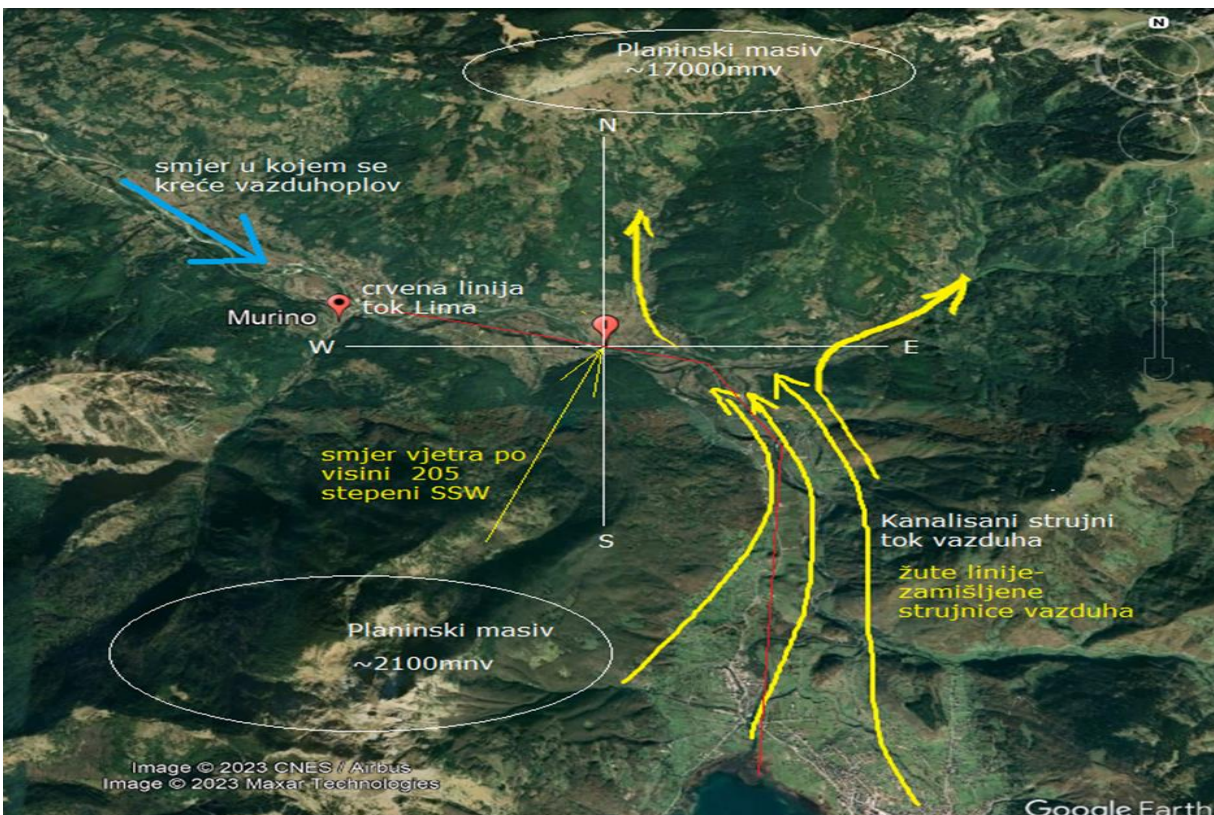 N
Planinski masiv
~17000mnv
N
smjer u kojem se
kreće vazduhoplov
crvena linija
tok Lima
Murino
W
E
smjer vjetra po
visini 205
stepeni SSW
S
Kanalisani strujni
tok vazduha
žute linije-
zamišljene
strujnice vazduha
Planinski masiv
~2100mnv
Image © 2023 CNES / Airbus
Image © 2023 Maxar Technologies
Google Earth